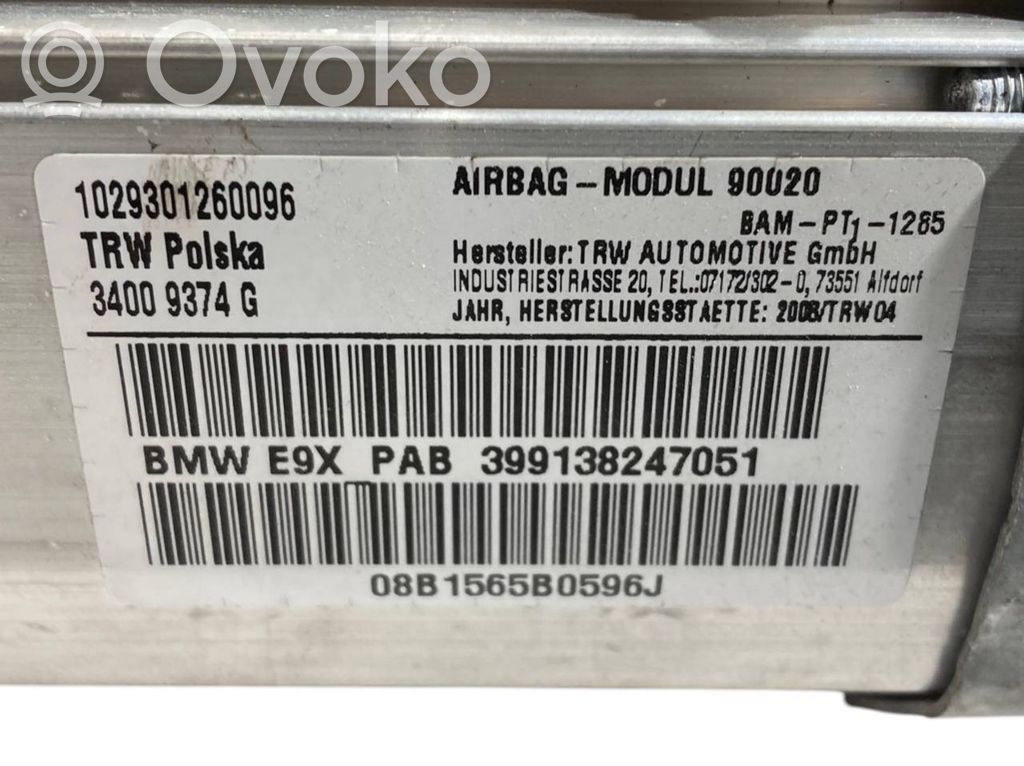 Ovoko
1029301260096
TRW Polska
3400 9374 G
AIRBAG-MODUL 90020
BAM-PT1-1285
Hersteller: TRW AUTOMOTIVE GmbH
INDUSTRIESTRASSE 20, TEL.:07172/302-0, 73551 Alfdorf
JAHR, HERSTELLUNGSSTAETTE: 2008/TRW04
BMW E9X PAB 399138247051
08B1565B0596J